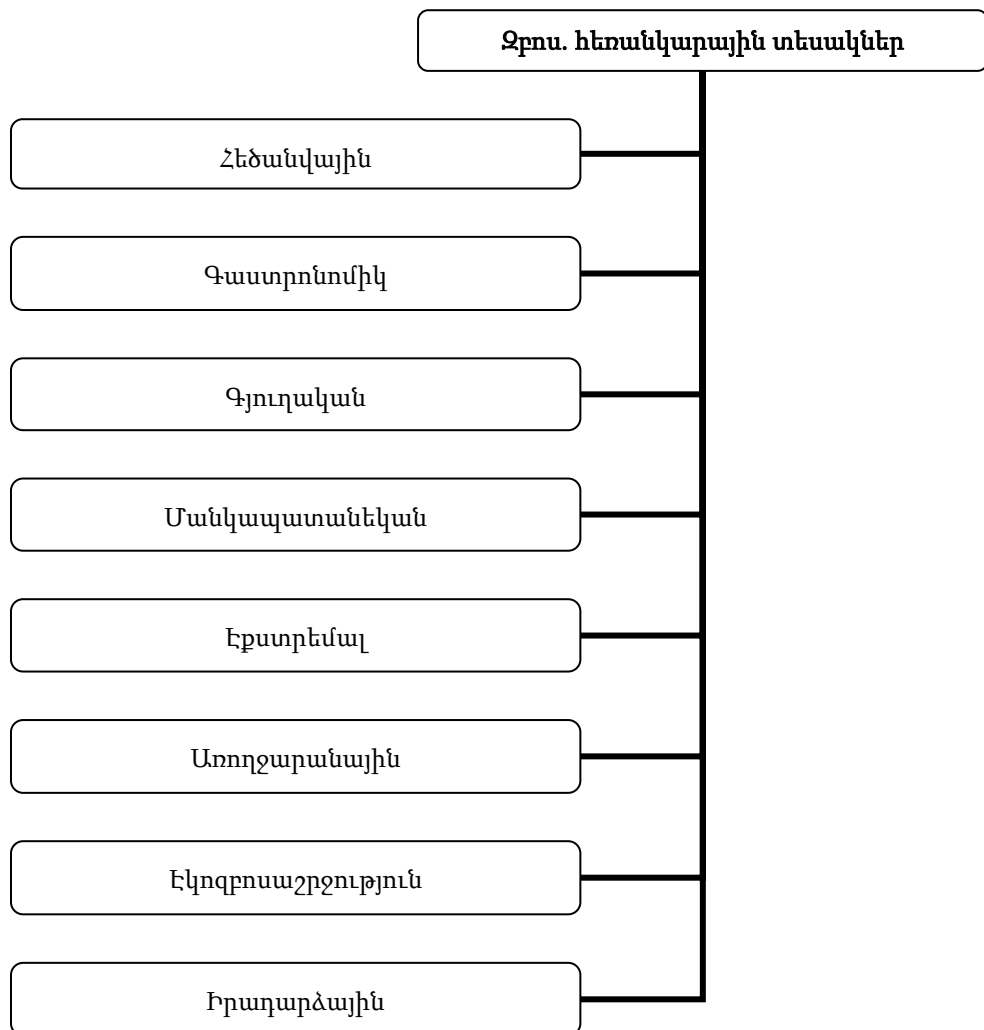 Զբոս. հեռանկարային տեսակներ
Հեծանվային
Գաստրոնոմիկ
Գյուղական
Մանկապատանեկան
Էքստրեմալ
Առողջարանային
Էկոզբոսաշրջություն
Իրադարձային